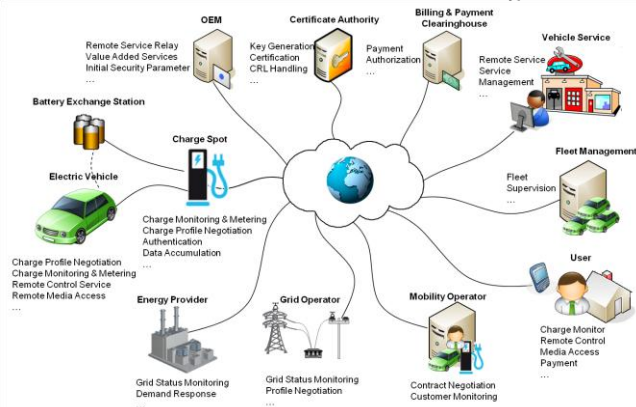 OEM
Remote Service Relay
Value Added Services
Initial Security Parameter
...
Certificate Authority
Key Generation
Certification
CRL Handling
...
Billing & Payment
Clearinghouse
Payment
Authorization
...
Vehicle Service
Remote Service
Service
Management
...
Battery Exchange Station
Charge Spot
Charge Monitoring & Metering
Charge Profile Negotiation
Authentication
Data Accumulation
...
Electric Vehicle
Charge Profile Negotiation
Charge Monitoring & Metering
Remote Control Service
Remote Media Access
...
Fleet Management
Fleet
Supervision
...
User
Charge Monitor
Remote Control
Media Access
Payment
...
Energy Provider
Grid Status Monitoring
Demand Response
...
Grid Operator
Grid Status Monitoring
Profile Negotiation
...
Mobility Operator
Contract Negotiation
Customer Monitoring